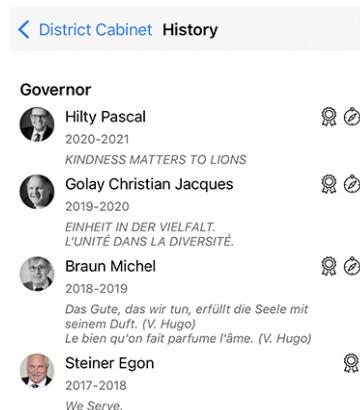 District Cabinet History
Governor
Hilty Pascal
2020-2021
KINDNESS MATTERS TO LIONS
Golay Christian Jacques
2019-2020
EINHEIT IN DER VIELFALT.
L'UNITÉ DANS LA DIVERSITÉ.
Braun Michel
2018-2019
Das Gute, das wir tun, erfüllt die Seele mit
seinem Duft. (V. Hugo)
Le bien qu'on fait parfume l'âme. (V. Hugo)
Steiner Egon
2017-2018
We Serve.